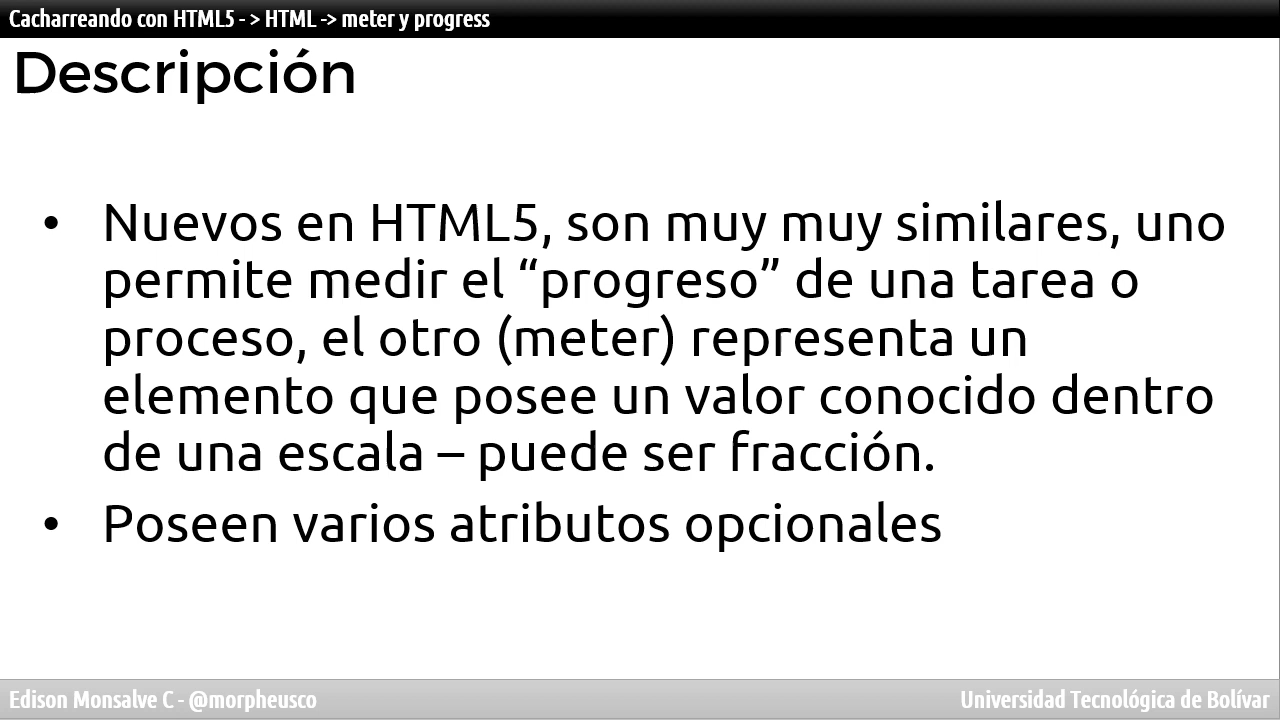 Cacharreando con HTML5 - > HTML -> meter y progress
Descripción
• Nuevos en HTML5, son muy muy similares, uno
permite medir el “progreso” de una tarea o
proceso, el otro (meter) representa un
elemento que posee un valor conocido dentro
de una escala – puede ser fracción.
• Poseen varios atributos opcionales
Edison Monsalve C - @morpheusco
Universidad Tecnológica de Bolívar